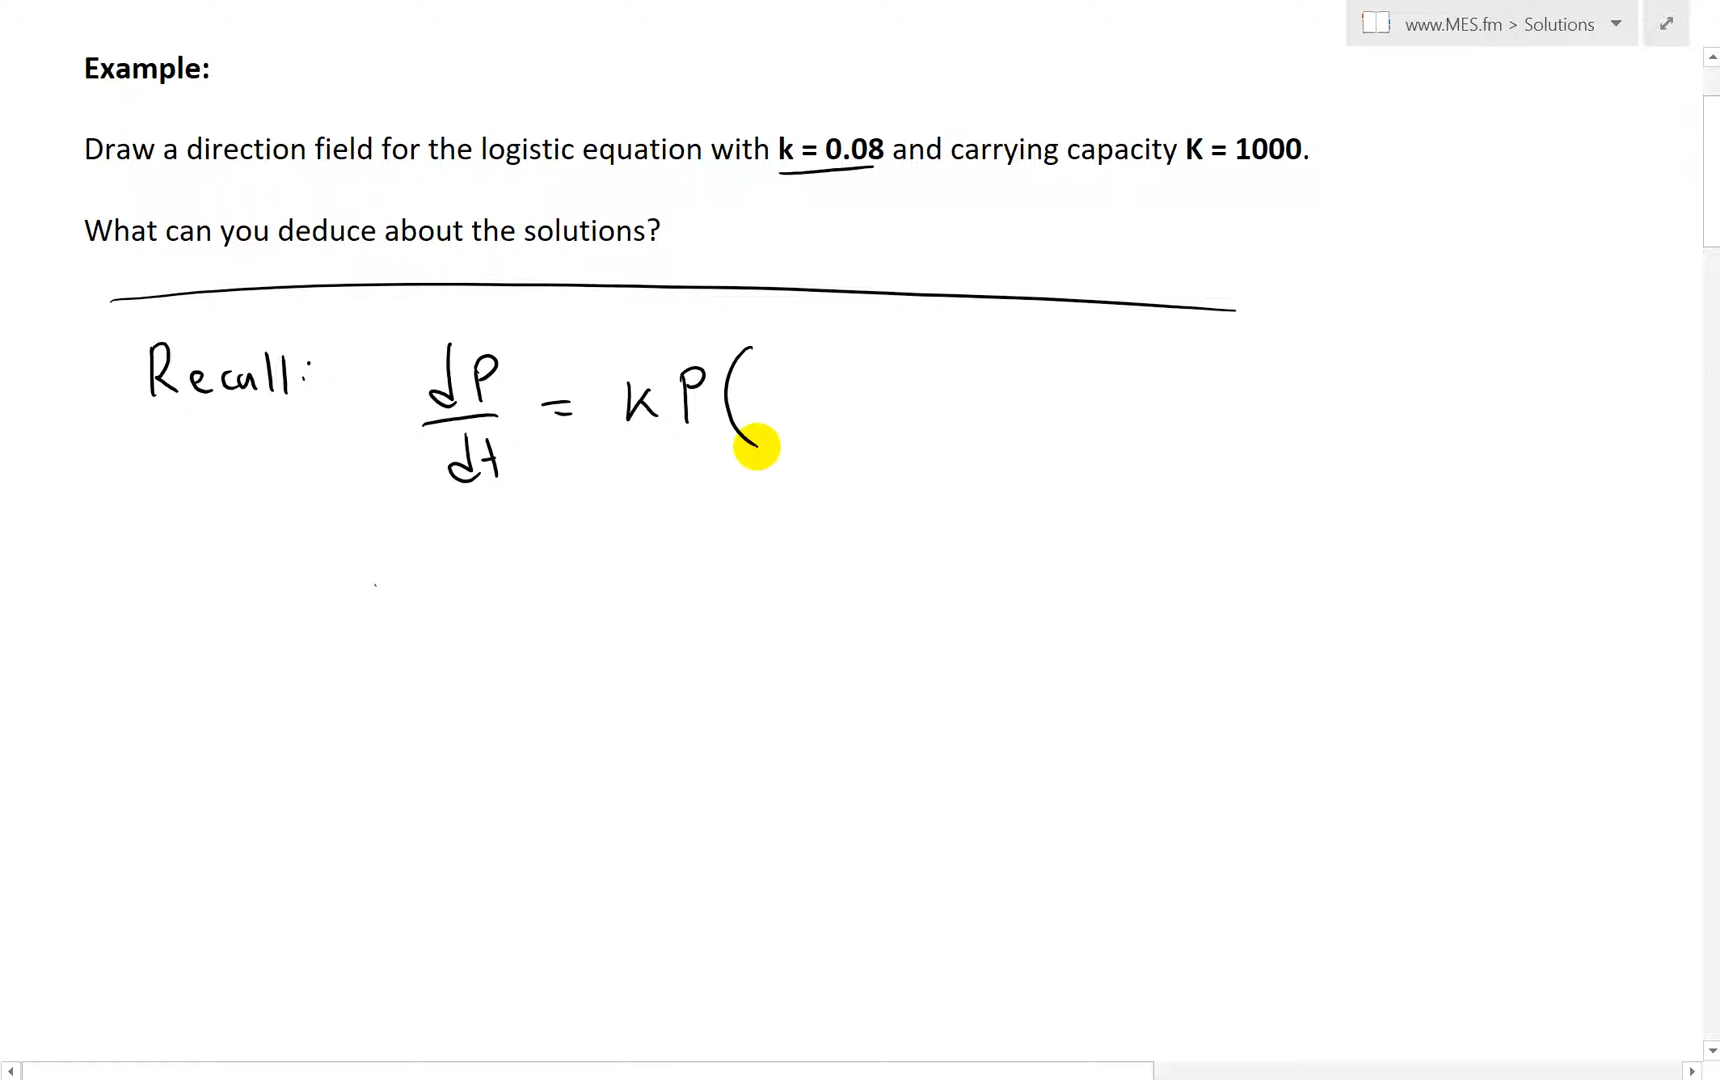 www.MES.fm > Solutions
Example:
Draw a direction field for the logistic equation with k = 0.08 and carrying capacity K = 1000.
What can you deduce about the solutions?
Recall: dP/dt = kP(